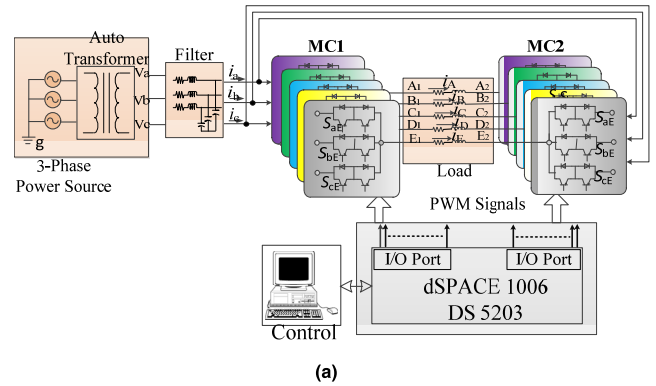 Auto
Transformer
Filter
MC1
MC2
Va
Vb
Vc
ia
ib
ic
g
3-Phase
Power Source
A1 iA A2
B1 iB B2
C1 iC C2
D1 iD D2
E1 iE E2
Load
SaE
SbE
ScE
SaE
SbE
ScE
PWM Signals
I/O Port
I/O Port
dSPACE 1006
DS 5203
Control
(a)